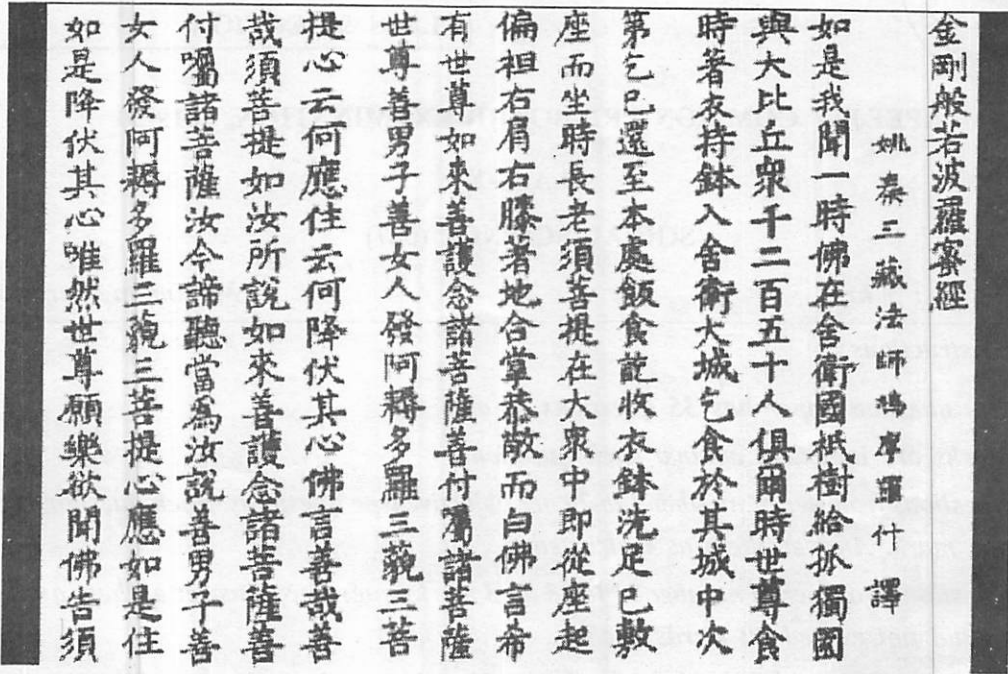 金剛般若波羅蜜經
姚秦三藏法師鳩摩羅什譯
如是我聞一時佛在舍衞國祇樹給孤獨園
與大比丘衆千二百五十人俱爾時世尊食
時著衣持鉢入舍衞大城乞食於其城中次
第乞已還至本處飯食訖收衣鉢洗足已敷
座而坐時長老須菩提在大衆中即從座起
偏袒右肩右膝著地合掌恭敬而白佛言希
有世尊如來善護念諸菩薩善付屬諸菩薩
世尊善男子善女人發阿耨多羅三藐三菩
提心云何應住云何降伏其心佛言善哉善
哉須菩提如汝所說如來善護念諸菩薩善
付囑諸菩薩汝今諦聽當爲汝說善男子善
女人發阿耨多羅三藐三菩提心應如是住
如是降伏其心唯然世尊願樂欲聞佛告須